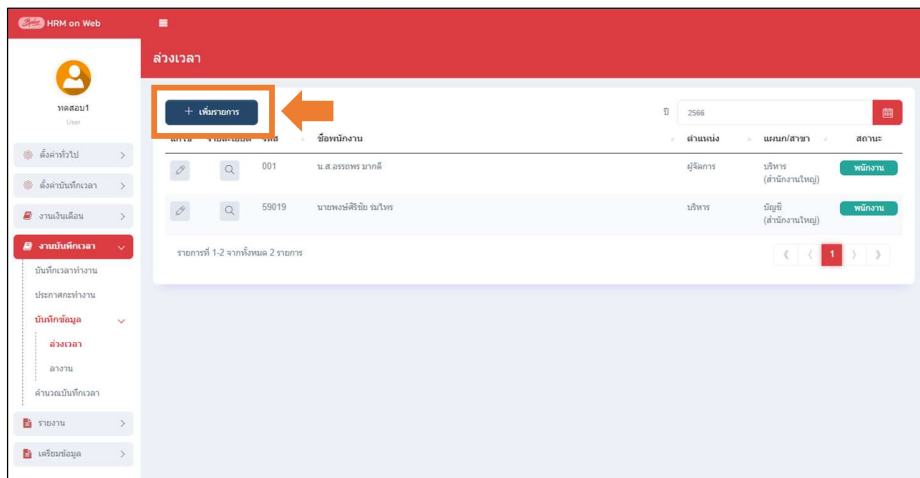 HRM on Web
ล่วงเวลา
ทดสอบ1
User
ตั้งค่าทั่วไป
ตั้งค่าบันทึกเวลา
งานเงินเดือน
งานบันทึกเวลา
บันทึกเวลาทำงาน
ประกาศกะทำงาน
บันทึกข้อมูล
ล่วงเวลา
ลางาน
คำนวณบันทึกเวลา
รายงาน
เตรียมข้อมูล
+ เพิ่มรายการ
ปี 2566
ชื่อพนักงาน ตำแหน่ง แผนก/สาขา สถานะ
001 น.ส.อรรถพร มากดี ผู้จัดการ บริหาร พนักงาน
(สำนักงานใหญ่)
59019 นายพงษ์ศิริชัย ร่มไทร บริหาร บัญชี พนักงาน
(สำนักงานใหญ่)
รายการที่ 1-2 จากทั้งหมด 2 รายการ
1